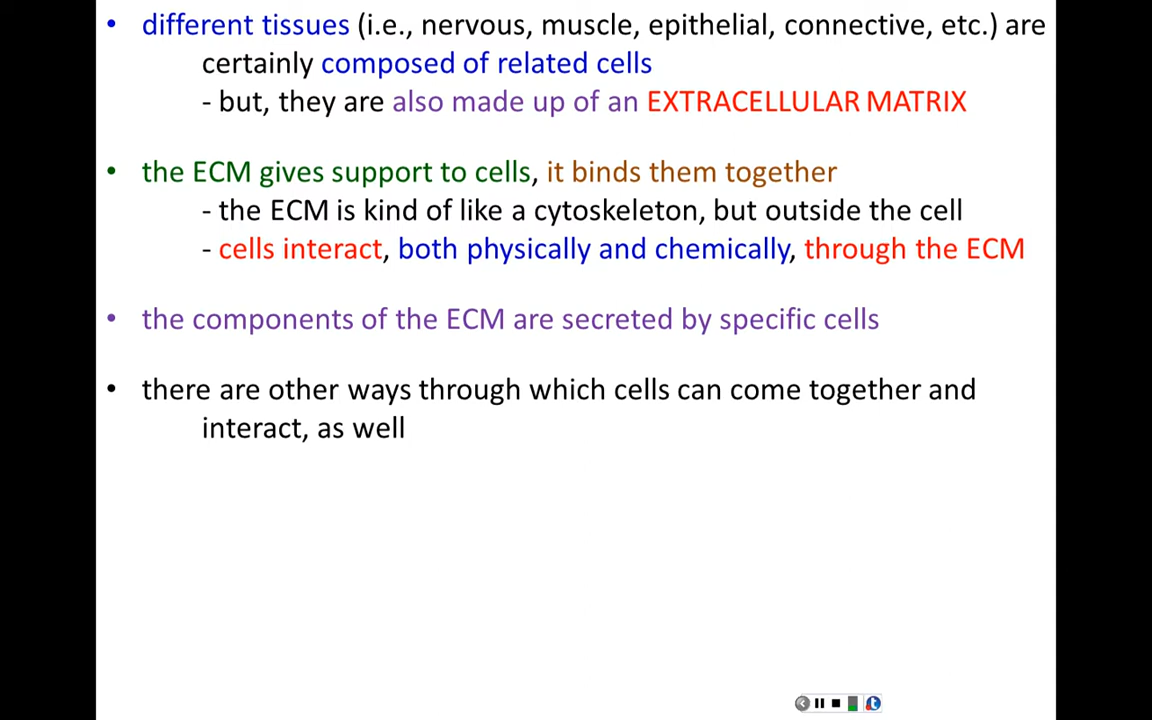 • different tissues (i.e., nervous, muscle, epithelial, connective, etc.) are
certainly composed of related cells
- but, they are also made up of an EXTRACELLULAR MATRIX
• the ECM gives support to cells, it binds them together
- the ECM is kind of like a cytoskeleton, but outside the cell
- cells interact, both physically and chemically, through the ECM
• the components of the ECM are secreted by specific cells
• there are other ways through which cells can come together and
interact, as well